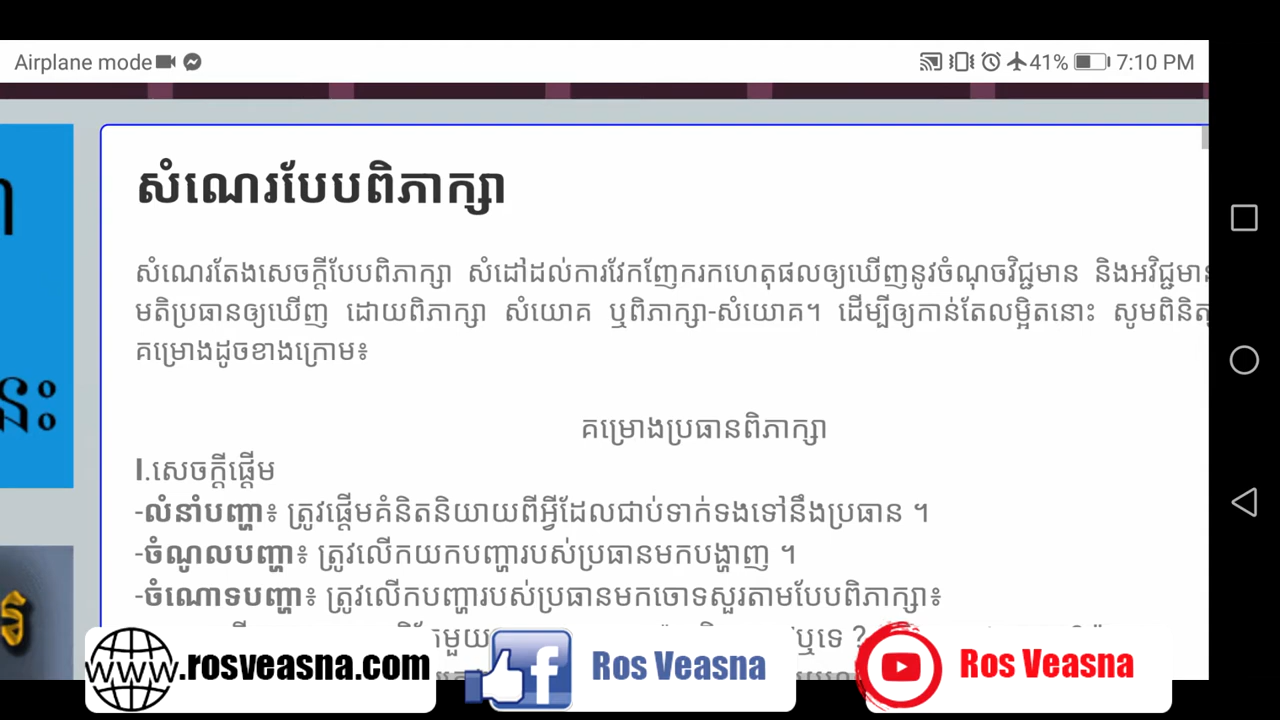 Airplane mode 41% 7:10 PM
សំណេរបែបពិភាក្សា
សំណេរតែងសេចក្ដីបែបពិភាក្សា សំដៅដល់ការវែកញែករកហេតុផលឲ្យឃើញនូវចំណុចវិជ្ជមាន និងអវិជ្ជមាន
មតិប្រធានឲ្យឃើញ ដោយពិភាក្សា សំយោគ ឬពិភាក្សា-សំយោគ។ ដើម្បីឲ្យកាន់តែលម្អិតនោះ សូមពិនិត្យ
គម្រោងដូចខាងក្រោម៖
គម្រោងប្រធានពិភាក្សា
I.សេចក្ដីផ្ដើម
-លំនាំបញ្ហា៖ ត្រូវផ្ដើមគំនិតនិយាយពីអ្វីដែលជាប់ទាក់ទងទៅនឹងប្រធាន ។
-ចំណូលបញ្ហា៖ ត្រូវលើកយកបញ្ហារបស់ប្រធានមកបង្ហាញ ។
-ចំណោទបញ្ហា៖ ត្រូវលើកបញ្ហារបស់ប្រធានមកចោទសួរតាមបែបពិភាក្សា៖
www.rosveasna.com Ros Veasna Ros Veasna